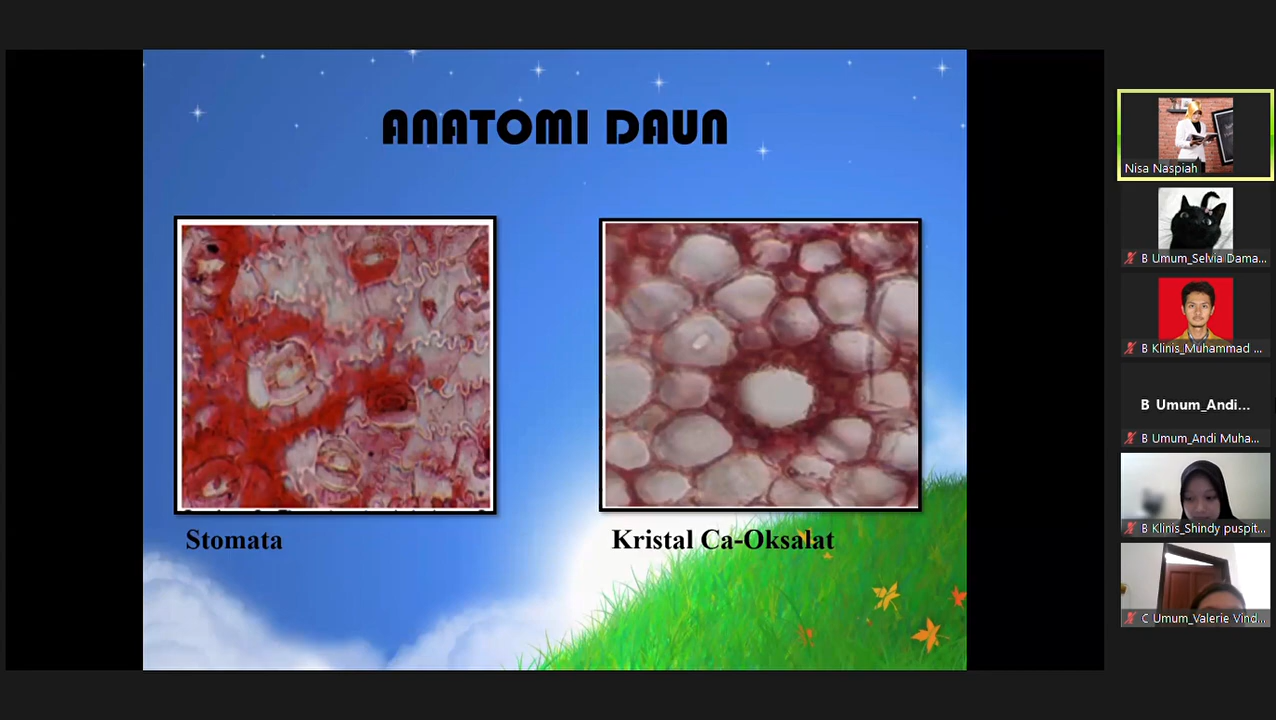 ANATOMI DAUN
Stomata
Kristal Ca-Oksalat
Nisa Naspiah
B Umum_Selvia Dama...
B Klinis_Muhammad ...
B Umum_Andi...
B Umum_Andi Muha...
B Klinis_Shindy puspit...
C Umum_Valerie Vind...